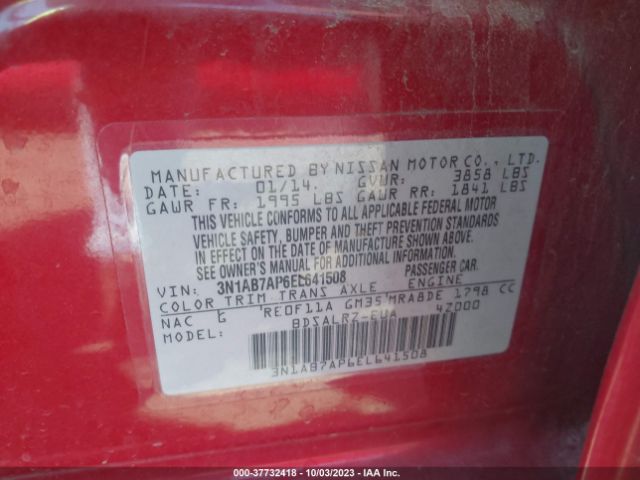 MANUFACTURED BY NISSAN MOTOR CO., LTD.
DATE: 01/14. GVWR: 3858 LBS
GAWR FR: 1995 LBS GAWR RR: 1841 LBS
THIS VEHICLE CONFORMS TO ALL APPLICABLE FEDERAL MOTOR
VEHICLE SAFETY, BUMPER AND THEFT PREVENTION STANDARDS
IN EFFECT ON THE DATE OF MANUFACTURE SHOWN ABOVE.
SEE OWNER'S MANUAL FOR ADDITIONAL INFORMATION.
VIN: 3N1AB7AP6EL641508 PASSENGER CAR.
COLOR TRIM TRANS AXLE ENGINE
NAC G RE0F11A GM35 MRA8DE 1798 CC
MODEL: BDSALRZ-EUA 4Z000
3N1AB7AP6EL641508
© 37732418 - 10/03/2023 - IAA Inc.